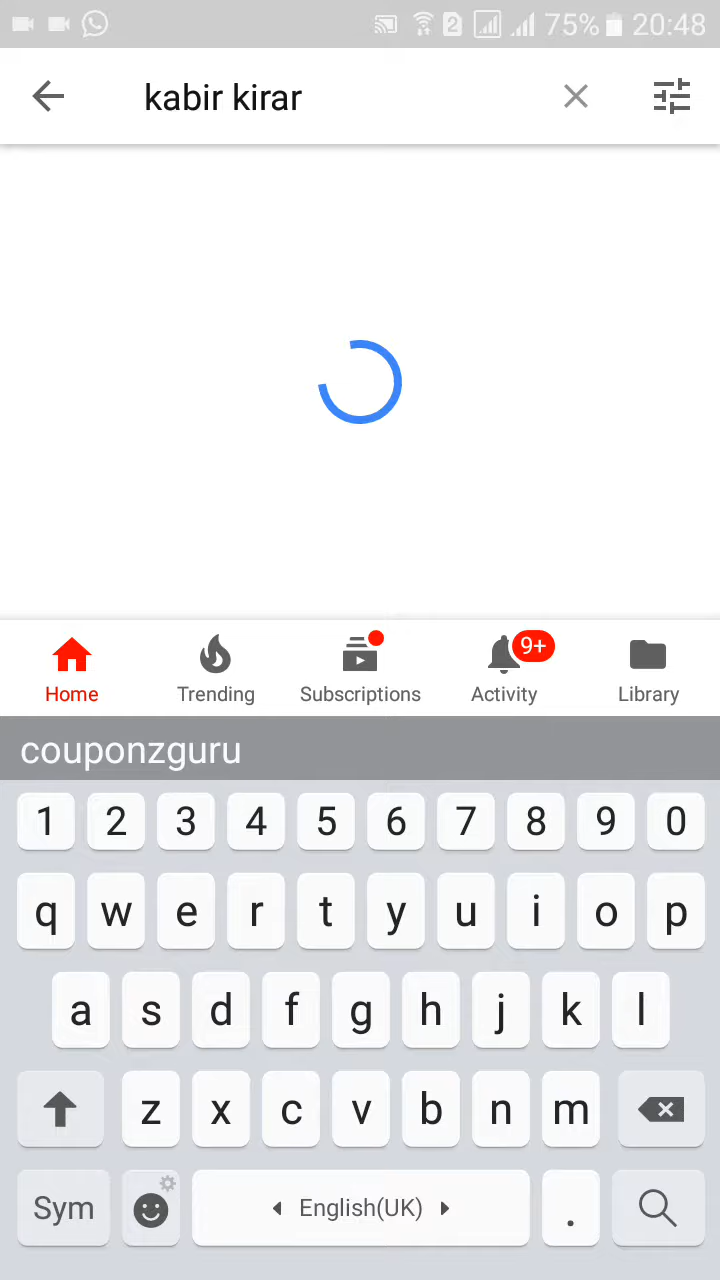 2 75% 20:48
kabir kirar
9+
Home Trending Subscriptions Activity Library
couponzguru
1 2 3 4 5 6 7 8 9 0
q w e r t y u i o p
a s d f g h j k l
z x c v b n m
Sym English(UK) .